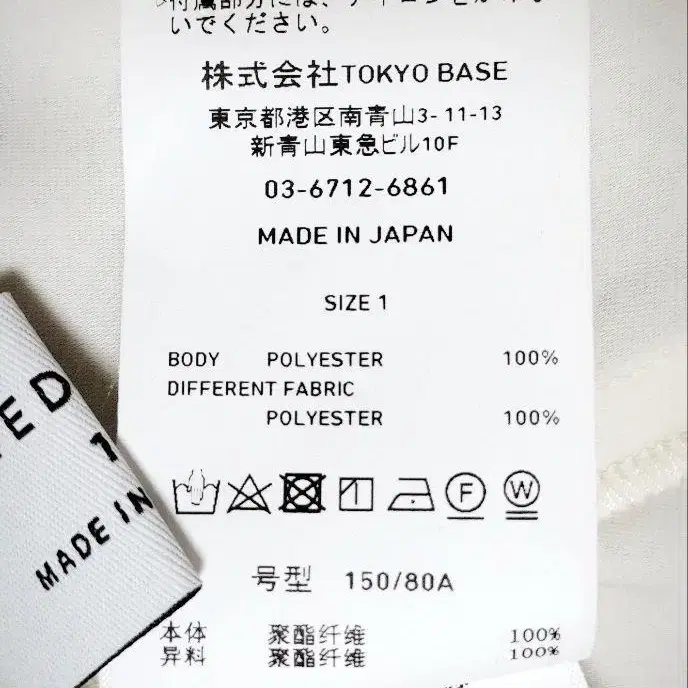 いでください。
株式会社TOKYO BASE
東京都港区南青山3-11-13
新青山東急ビル10F
03-6712-6861
MADE IN JAPAN
SIZE 1
BODY POLYESTER 100%
DIFFERENT FABRIC
POLYESTER 100%
F W
号型 150/80A
本体 聚酯纤维 100%
异料 聚酯纤维 100%
ED
1
MADE IN